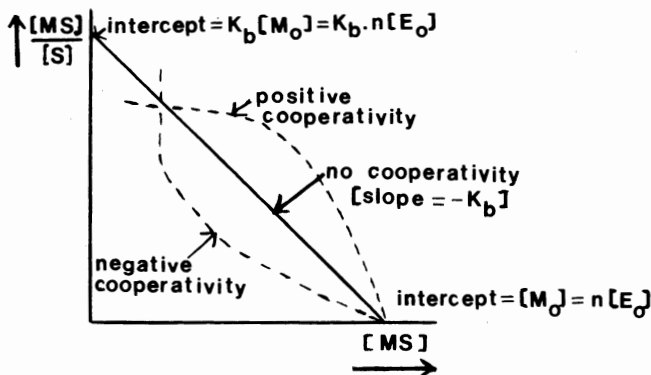 [MS]
[S]
intercept = K_b [M_o] = K_b . n [E_o]
positive
cooperativity
no cooperativity
[slope = -K_b]
negative
cooperativity
intercept = [M_o] = n [E_o]
[MS]